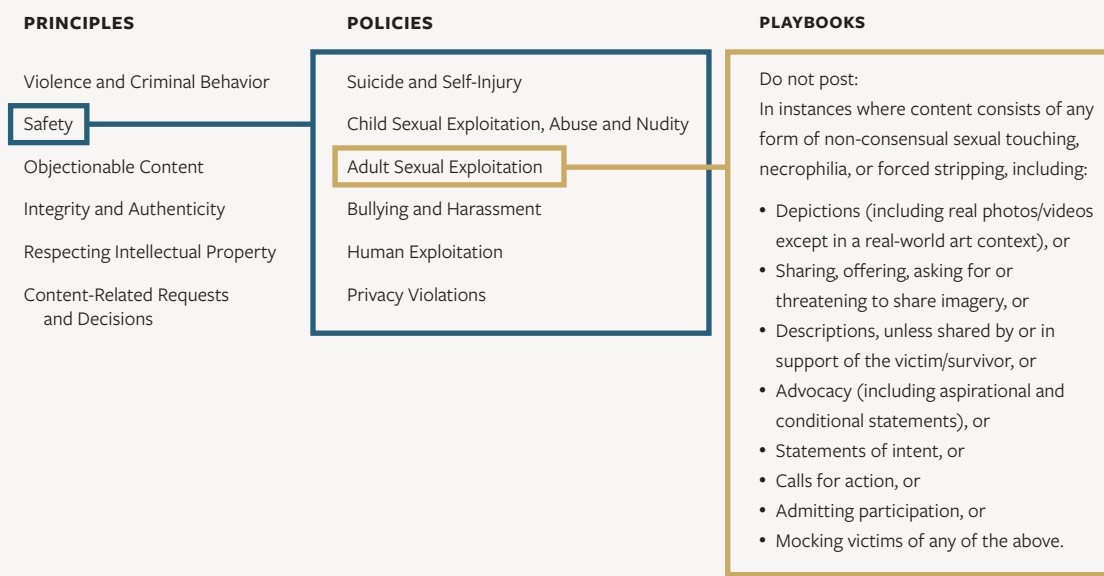 PRINCIPLES
Violence and Criminal Behavior
Safety
Objectionable Content
Integrity and Authenticity
Respecting Intellectual Property
Content-Related Requests
and Decisions
POLICIES
Suicide and Self-Injury
Child Sexual Exploitation, Abuse and Nudity
Adult Sexual Exploitation
Bullying and Harassment
Human Exploitation
Privacy Violations
PLAYBOOKS
Do not post:
In instances where content consists of any
form of non-consensual sexual touching,
necrophilia, or forced stripping, including:
• Depictions (including real photos/videos
except in a real-world art context), or
• Sharing, offering, asking for or
threatening to share imagery, or
• Descriptions, unless shared by or in
support of the victim/survivor, or
• Advocacy (including aspirational and
conditional statements), or
• Statements of intent, or
• Calls for action, or
• Admitting participation, or
• Mocking victims of any of the above.